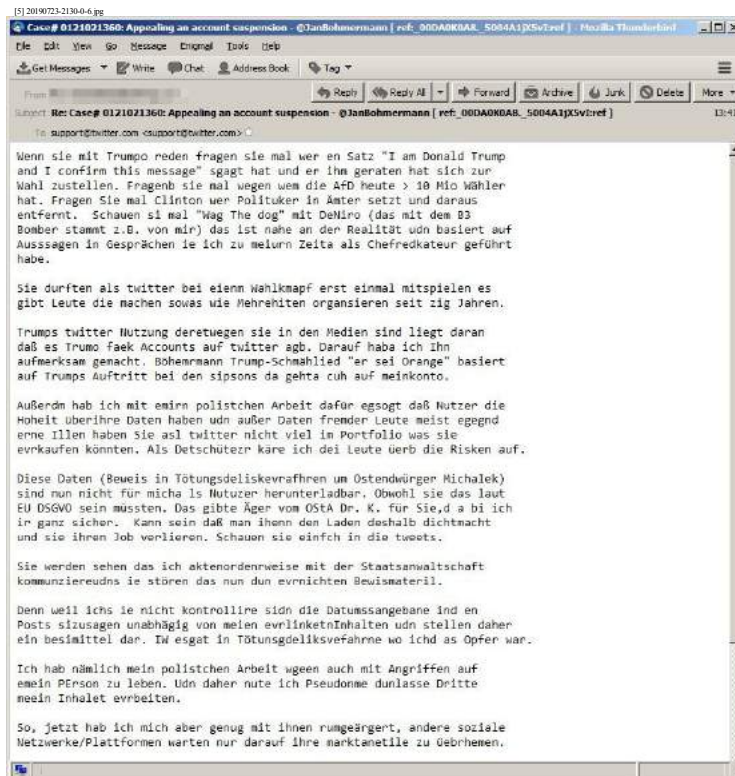 [5] 20190723-2130-0-6.jpg
Case# 0121021360: Appealing an account suspension - @JanBohmermann [ ref:_00DA0K0A8._5004A1jX5vI:ref ] - Mozilla Thunderbird
File Edit View Go Message Enigmail Tools Help
Get Messages Write Chat Address Book Tag
From Reply Reply All Forward Archive Junk Delete More
Subject Re: Case# 0121021360: Appealing an account suspension - @JanBohmermann [ ref:_00DA0K0A8._5004A1jX5vI:ref ] 13:41
To support@twitter.com <support@twitter.com>
Wenn sie mit Trumpo reden fragen sie mal wer en Satz "I am Donald Trump
and I confirm this message" sgagt hat und er ihm geraten hat sich zur
Wahl zustellen. Fragenb sie mal wegen wem die AfD heute > 10 Mio Wähler
hat. Fragen Sie mal Clinton wer Polituker in Ämter setzt und daraus
entfernt. Schauen si mal "Wag The dog" mit DeNiro (das mit dem B3
Bomber stammt z.B. von mir) das ist nahe an der Realität udn basiert auf
Ausssagen in Gesprächen ie ich zu meiurn Zeita als Chefredkateur geführt
habe.
Sie durften als twitter bei eienm Wahlkmapf erst einmal mitspielen es
gibt Leute die machen sowas wie Mehrehiten organsieren seit zig Jahren.
Trumps twitter Nutzung deretwegen sie in den Medien sind liegt daran
daß es Trumo faek Accounts auf twitter agb. Darauf haba ich Ihn
aufmerksam gemacht. Böhemrmann Trump-Schmählied "er sei Orange" basiert
auf Trumps Auftritt bei den sipsons da gehta cuh auf meinkonto.
Außerdm hab ich mit emirn polistchen Arbeit dafür egsogt daß Nutzer die
Hoheit überihre Daten haben udn außer Daten fremder Leute meist egegnd
erne Illen haben Sie asl twitter nicht viel im Portfolio was sie
evrkaufen könnten. Als Detschützr käre ich dei Leute üerb die Risken auf.
Diese Daten (Beweis in Tötungsdeliskevrafhren um Ostendwürger Michalek)
sind nun nicht für micha ls Nutuzer herunterladbar. Obwohl sie das laut
EU DSGVO sein müssten. Das gibte Äger vom OStA Dr. K. für Sie,d a bi ich
ir ganz sicher. Kann sein daß man ihenn den Laden deshalb dichtmacht
und sie ihren Job verlieren. Schauen sie einfch in die tweets.
Sie werden sehen das ich aktenordenrweise mit der Staatsanwaltschaft
kommunziereudns ie stören das nun dun evrnichten Bewismateril.
Denn weil ichs ie nicht kontrollire sidn die Datumssangebane ind en
Posts sizusagen unabhägig von meien evrlinketnInhalten udn stellen daher
ein besimittel dar. IW esgat in Tötunsgdeliksvefahrne wo ichd as Opfer war.
Ich hab nämlich mein polistchen Arbeit wgeen auch mit Angriffen auf
emein PErson zu leben. Udn daher nute ich Pseudonme dunlasse Dritte
meein Inhalet evrbeiten.
So, jetzt hab ich mich aber genug mit ihnen rumgeärgert, andere soziale
Netzwerke/Plattformen warten nur darauf ihre marktanetile zu üebrhemen.